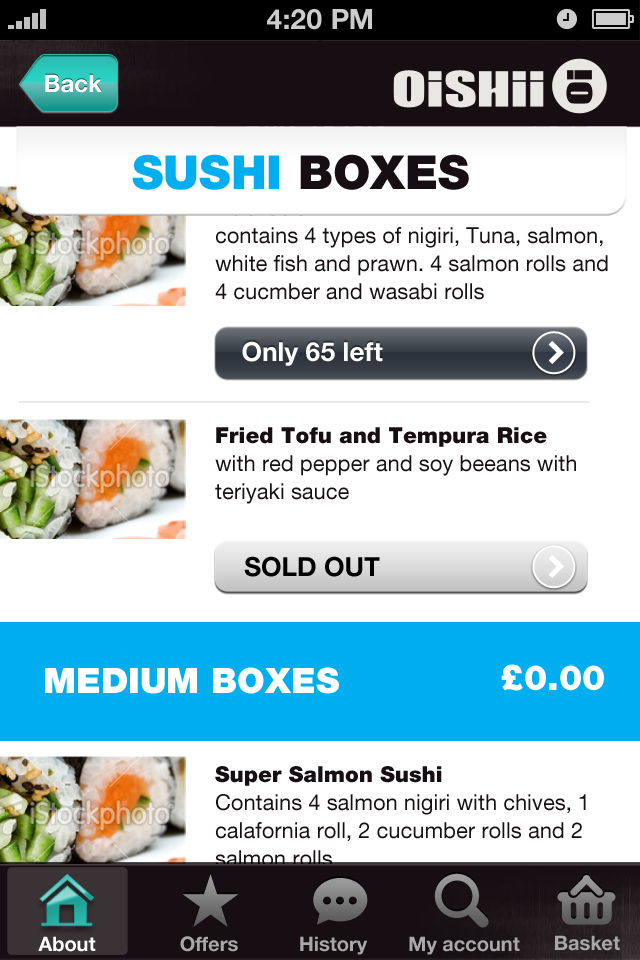 4:20 PM
Back
OiSHii
SUSHI BOXES
iStockphoto
contains 4 types of nigiri, Tuna, salmon,
white fish and prawn. 4 salmon rolls and
4 cucmber and wasabi rolls
Only 65 left
iStockphoto
Fried Tofu and Tempura Rice
with red pepper and soy beeans with
teriyaki sauce
SOLD OUT
MEDIUM BOXES
£0.00
iStockphoto
Super Salmon Sushi
Contains 4 salmon nigiri with chives, 1
calafornia roll, 2 cucumber rolls and 2
salmon rolls
About
Offers
History
My account
Basket